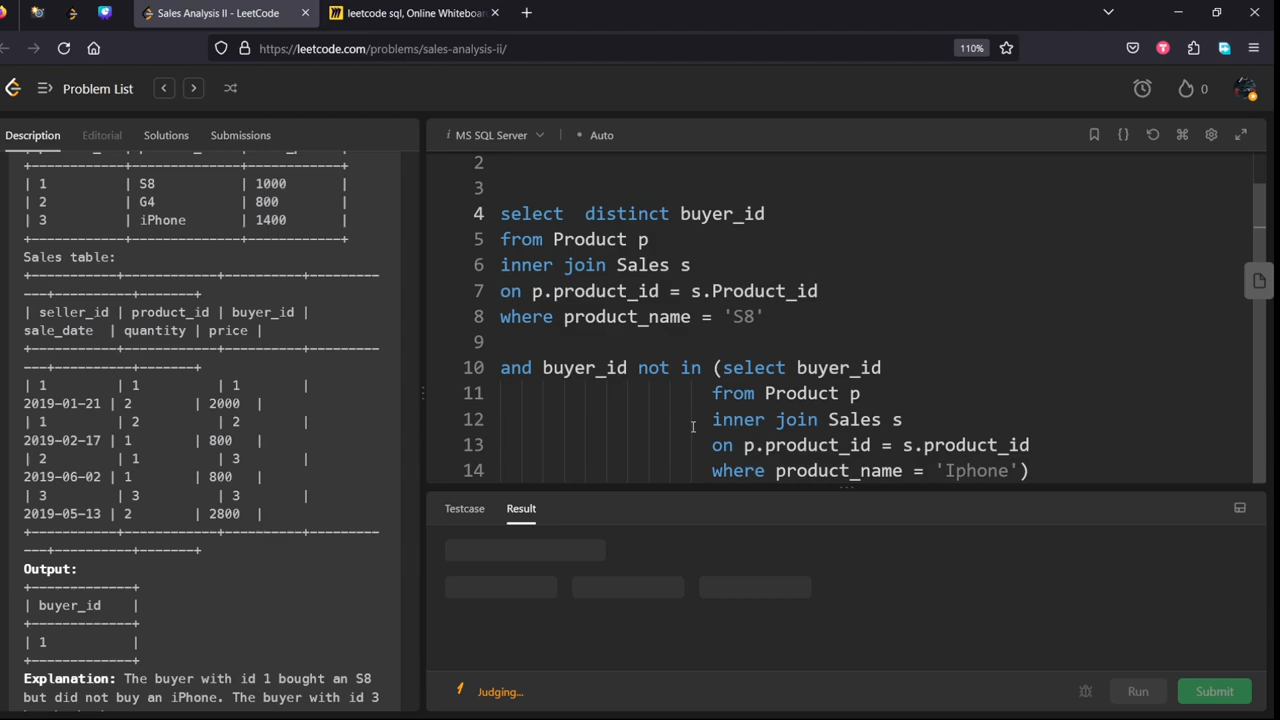 Sales Analysis II - LeetCode
leetcode sql, Online Whiteboard
https://leetcode.com/problems/sales-analysis-ii/
110%
Problem List
0
Description
Editorial
Solutions
Submissions
+-------------+--------------+------------+
| 1           | S8           | 1000       |
| 2           | G4           | 800        |
| 3           | iPhone       | 1400       |
+-------------+--------------+------------+
Sales table:
+-----------+------------+----------+---------
---+----------+-------+
| seller_id | product_id | buyer_id |
sale_date  | quantity | price |
+-----------+------------+----------+---------
---+----------+-------+
| 1         | 1          | 1        |
2019-01-21 | 2        | 2000  |
| 1         | 2          | 2        |
2019-02-17 | 1        | 800   |
| 2         | 1          | 3        |
2019-06-02 | 1        | 800   |
| 3         | 3          | 3        |
2019-05-13 | 2        | 2800  |
+-----------+------------+----------+---------
---+----------+-------+
Output:
+-------------+
| buyer_id    |
+-------------+
| 1           |
+-------------+
Explanation: The buyer with id 1 bought an S8
but did not buy an iPhone. The buyer with id 3
MS SQL Server
Auto
2
3
4 select  distinct buyer_id
5 from Product p
6 inner join Sales s
7 on p.product_id = s.Product_id
8 where product_name = 'S8'
9
10 and buyer_id not in (select buyer_id
11 from Product p
12 inner join Sales s
13 on p.product_id = s.product_id
14 where product_name = 'Iphone')
Testcase
Result
Judging...
Run
Submit